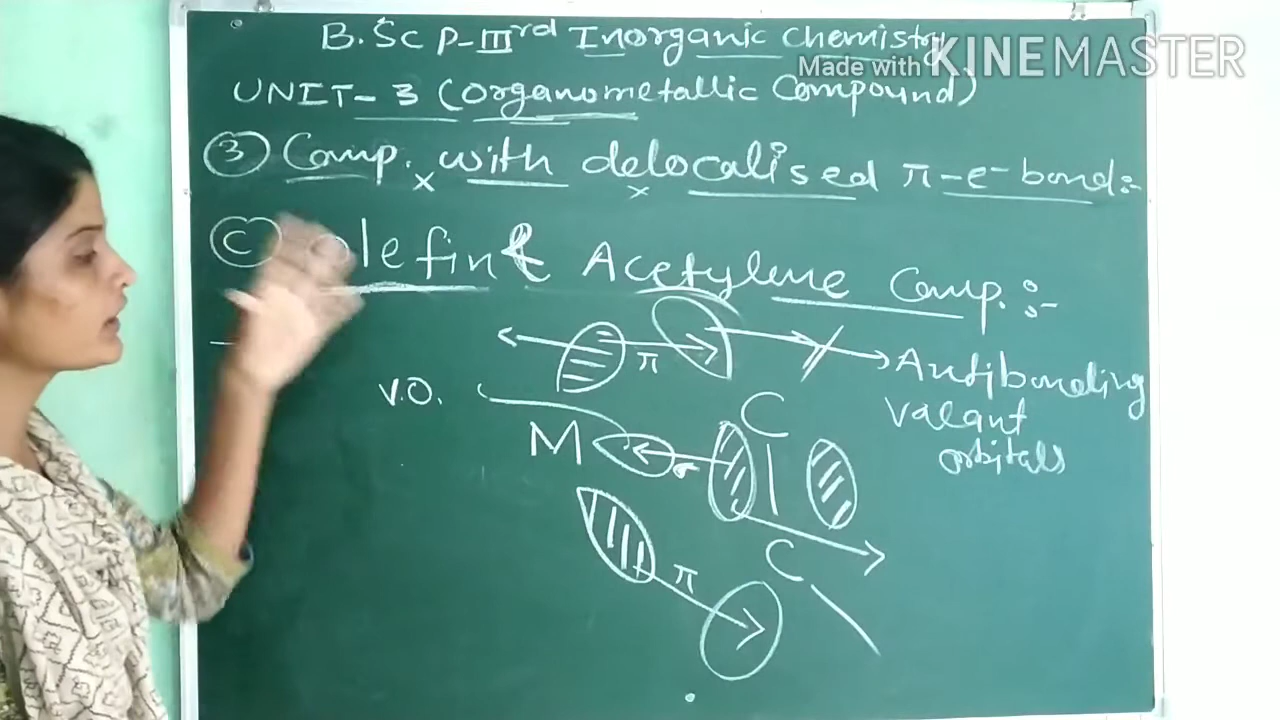 B.Sc P-IIIrd Inorganic Chemistry
Made with KINEMASTER
UNIT-3 (Organometallic Compound)
③ Comp. with delocalised π-e- bond:-
Ⓒ Olefin & Acetylene Comp. :-
π
Antibonding
Valant
orbitals
V.O.
C
M
σ
C
π